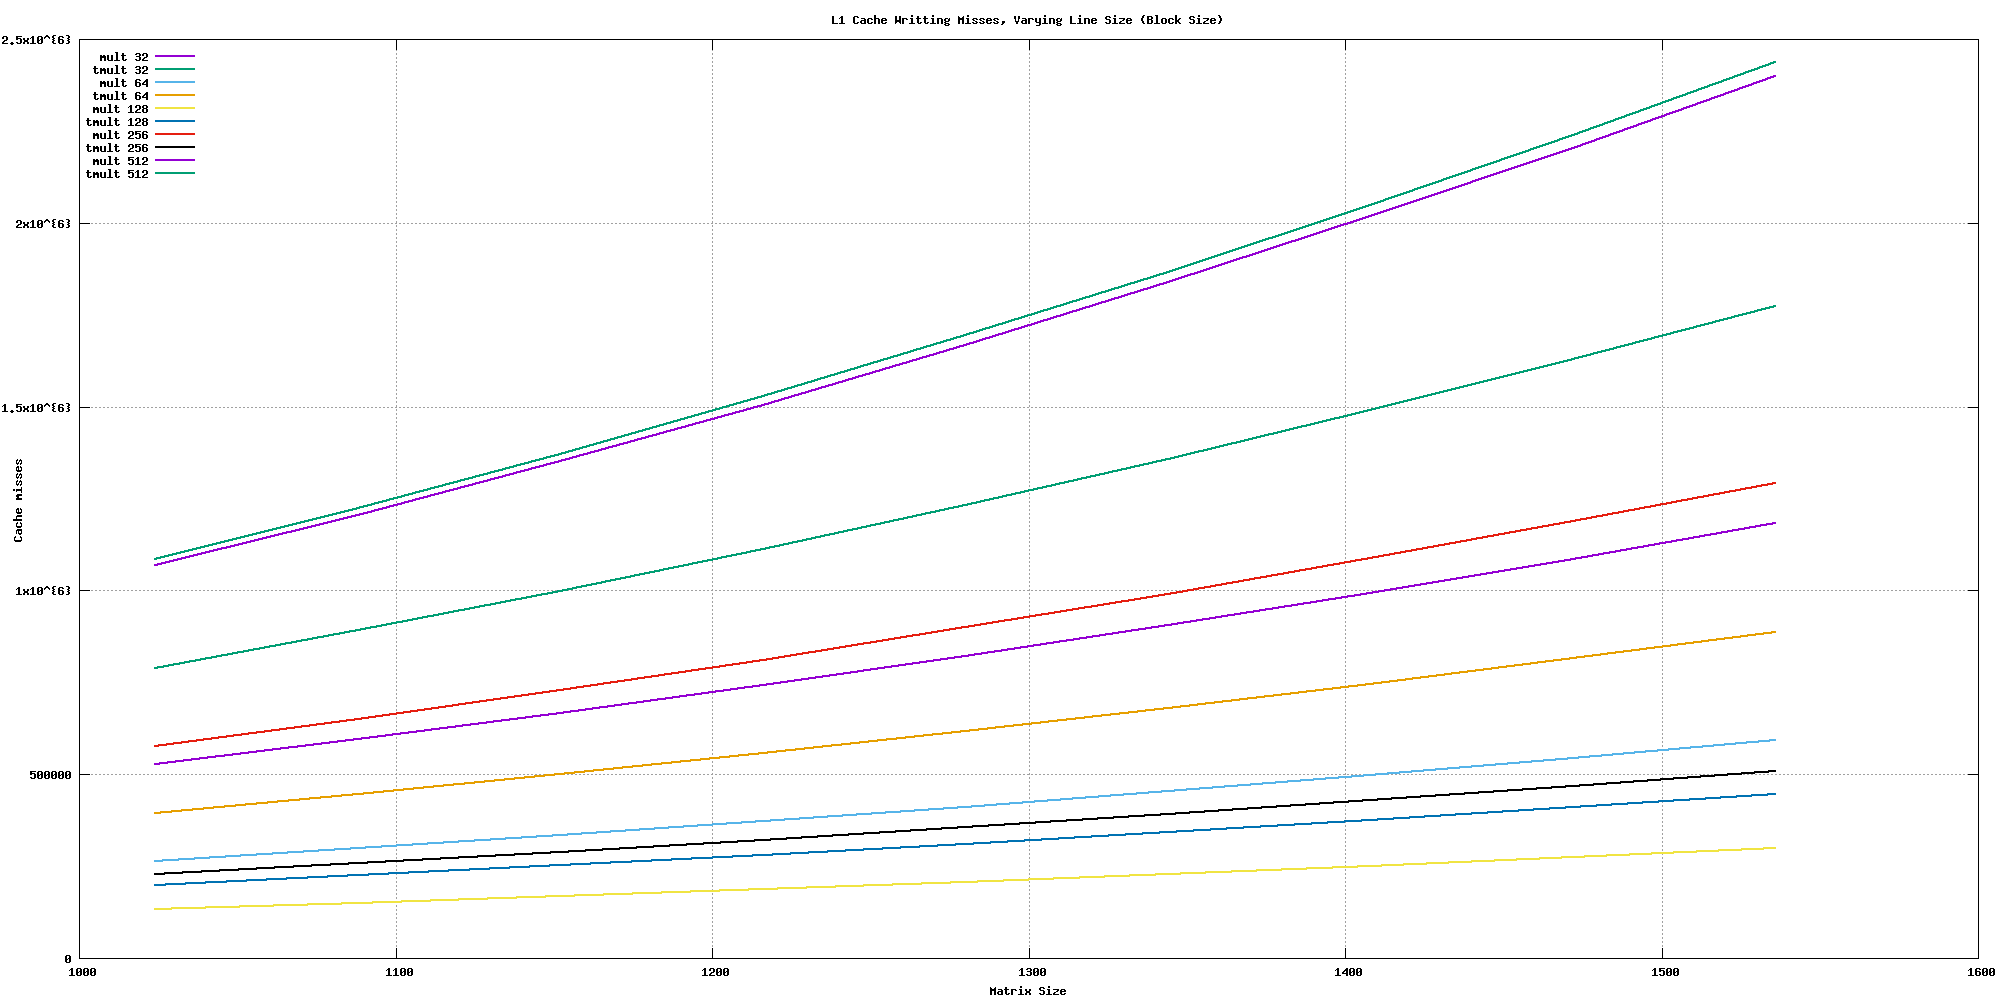 L1 Cache Writting Misses, Varying Line Size (Block Size)
2.5x10^{6}
2x10^{6}
1.5x10^{6}
1x10^{6}
500000
0
mult 32
tmult 32
mult 64
tmult 64
mult 128
tmult 128
mult 256
tmult 256
mult 512
tmult 512
Cache misses
1000 1100 1200 1300 1400 1500 1600
Matrix Size